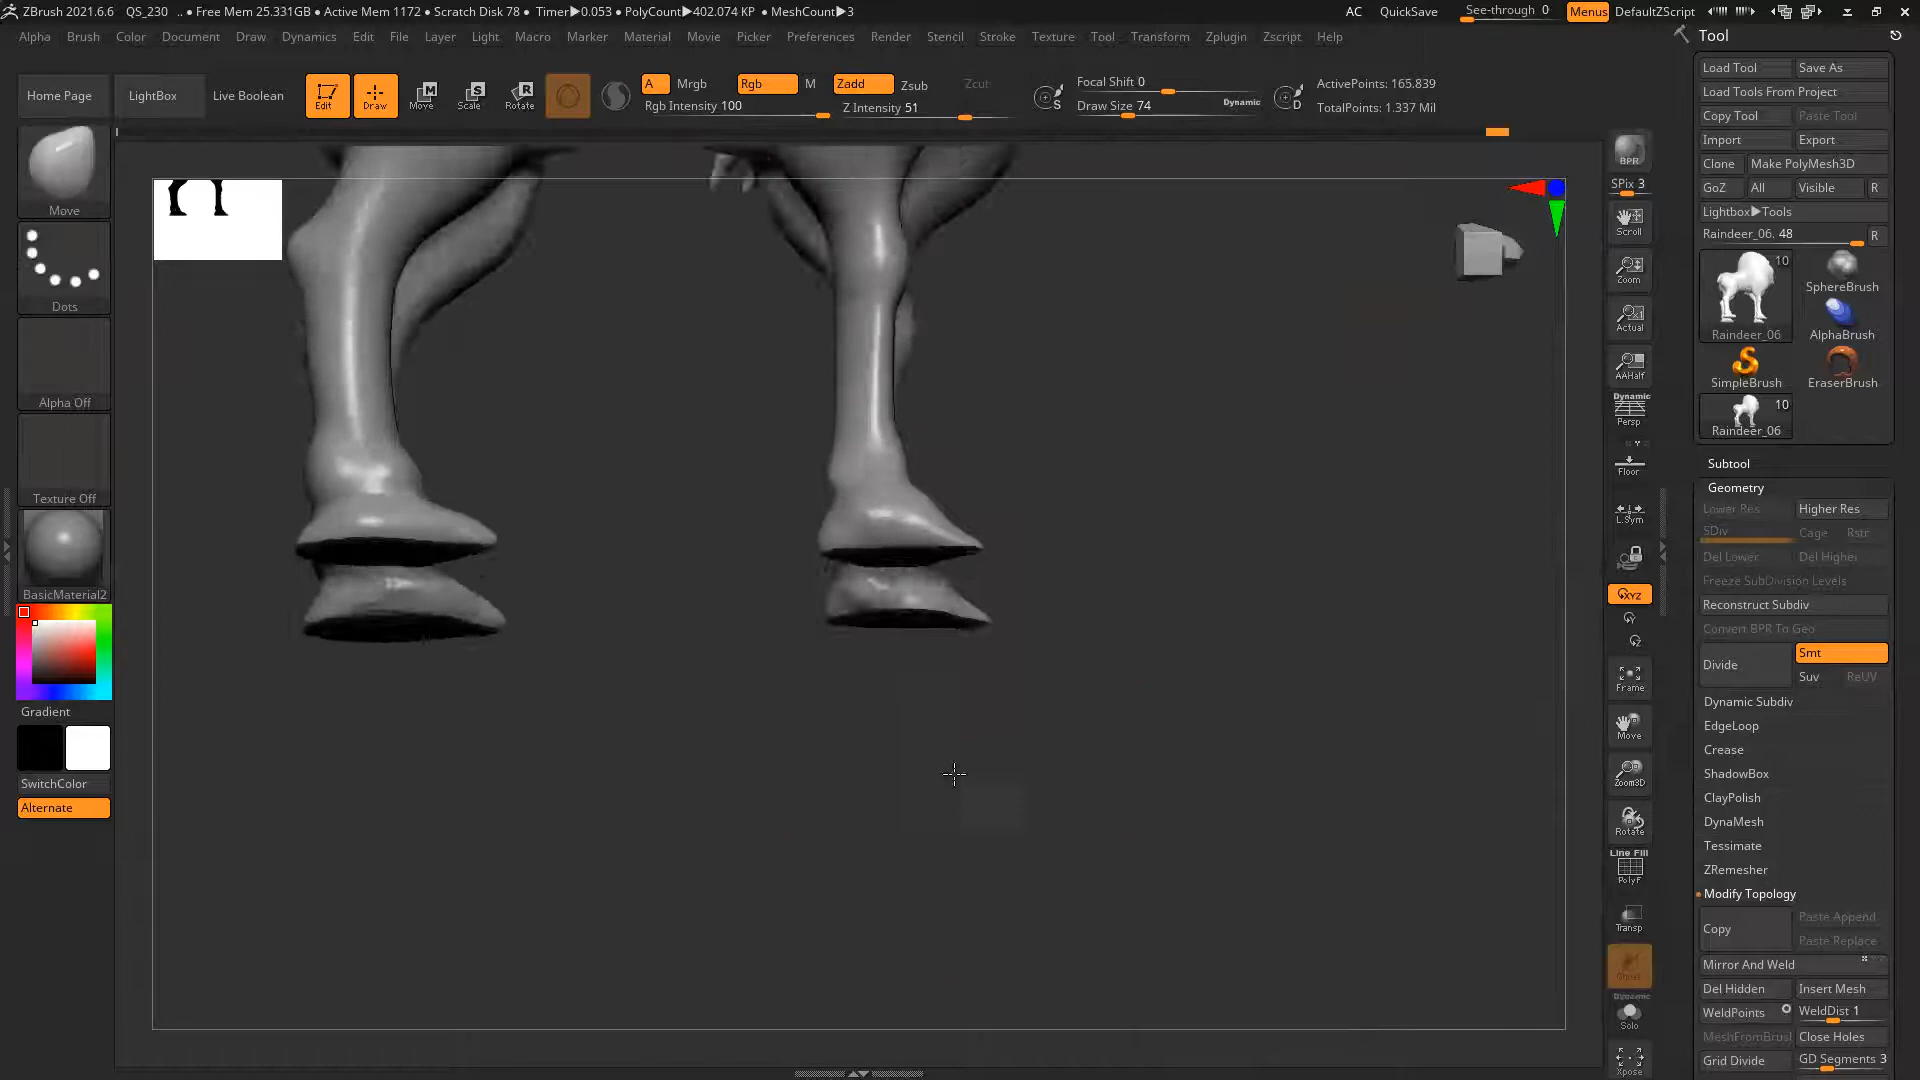 ZBrush 2021.6.6 QS_230 .. • Free Mem 25.331GB • Active Mem 1172 • Scratch Disk 78 • Timer▶0.053 • PolyCount▶402.074 KP • MeshCount▶3 AC QuickSave See-through 0 Menus DefaultZScript
Alpha Brush Color Document Draw Dynamics Edit File Layer Light Macro Marker Material Movie Picker Preferences Render Stencil Stroke Texture Tool Transform Zplugin Zscript Help
Home Page LightBox Live Boolean Edit Draw Move Scale Rotate
A Mrgb Rgb M Zadd Zsub Zcut
Rgb Intensity 100 Z Intensity 51
Focal Shift 0
Draw Size 74 Dynamic
S D
ActivePoints: 165.839
TotalPoints: 1.337 Mil
Move
Dots
Alpha Off
Texture Off
BasicMaterial2
Gradient
SwitchColor
Alternate
BPR
SPix 3
Scroll
Zoom
Actual
AAHalf
Dynamic
Persp
Floor
L.Sym
XYZ
Frame
Move
Zoom3D
Rotate
Line Fill
PolyF
Transp
Ghost
Dynamic
Solo
Xpose
Tool
Load Tool Save As
Load Tools From Project
Copy Tool Paste Tool
Import Export
Clone Make PolyMesh3D
GoZ All Visible R
Lightbox▶Tools
Raindeer_06. 48 R
10
Raindeer_06
SphereBrush
AlphaBrush
SimpleBrush
EraserBrush
10
Raindeer_06
Subtool
Geometry
Lower Res Higher Res
SDiv Cage Rstr
Del Lower Del Higher
Freeze SubDivision Levels
Reconstruct Subdiv
Convert BPR To Geo
Divide Smt
Suv ReUV
Dynamic Subdiv
EdgeLoop
Crease
ShadowBox
ClayPolish
DynaMesh
Tessimate
ZRemesher
Modify Topology
Copy Paste Append
Paste Replace
Mirror And Weld
Del Hidden Insert Mesh
WeldPoints WeldDist 1
MeshFromBrus Close Holes
Grid Divide GD Segments 3